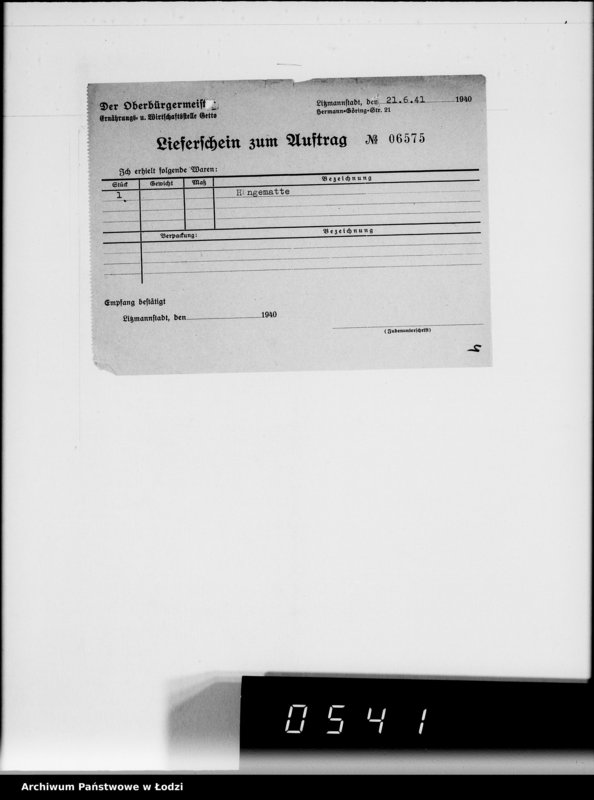 Der Oberbürgermeister
Ernährungs- u. Wirtschaftsstelle Getto
Litzmannstadt, den 21.6.41 1940
Hermann-Göring-Str. 21
Lieferschein zum Auftrag № 06575
Ich erhielt folgende Waren:
Stück Gewicht Maß Bezeichnung
1 Hängematte
Verpackung: Bezeichnung
Empfang bestätigt
Litzmannstadt, den 1940
(Judenunterschrift)
0541
Archiwum Państwowe w Łodzi